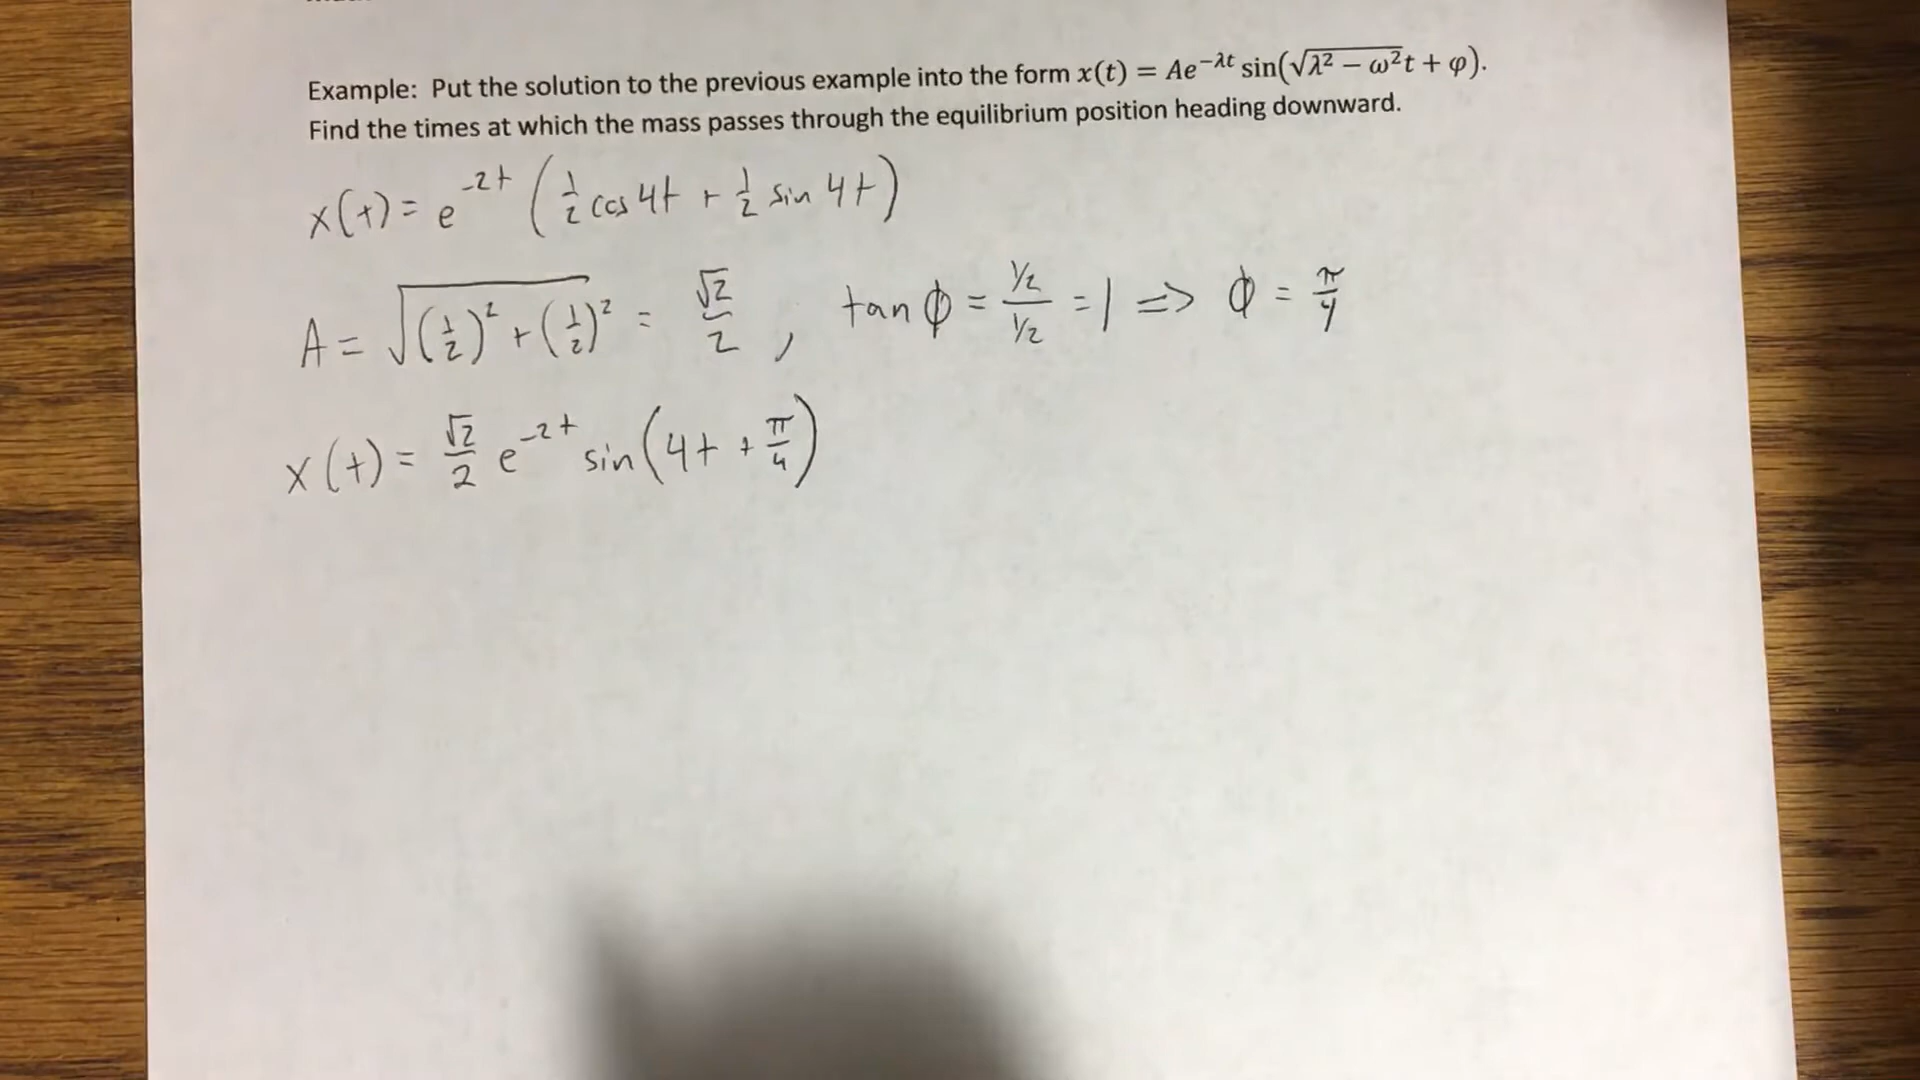 Example: Put the solution to the previous example into the form x(t) = Ae^{-λt} sin(√(λ² − ω²)t + φ).
Find the times at which the mass passes through the equilibrium position heading downward.
x(t) = e^{-2t} (1/2 cos 4t + 1/2 sin 4t)
A = √((1/2)² + (1/2)²) = √2/2 , tan φ = (1/2)/(1/2) = 1 ⇒ φ = π/4
x(t) = √2/2 e^{-2t} sin(4t + π/4)